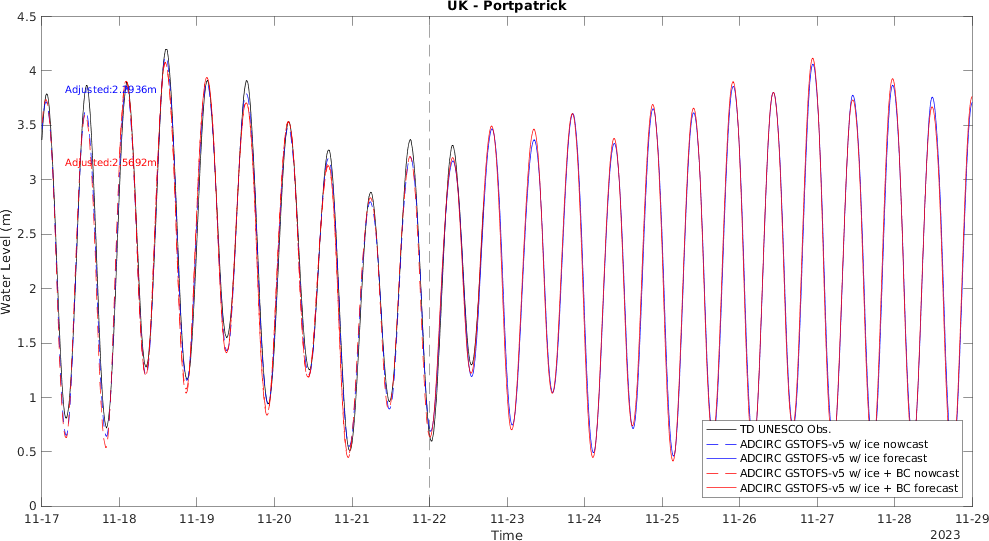 UK - Portpatrick
4.5
4
3.5
3
2.5
2
1.5
1
0.5
0
Water Level (m)
Adjusted:2.5692m
TD UNESCO Obs.
ADCIRC GSTOFS-v5 w/ ice nowcast
ADCIRC GSTOFS-v5 w/ ice forecast
ADCIRC GSTOFS-v5 w/ ice + BC nowcast
ADCIRC GSTOFS-v5 w/ ice + BC forecast
11-17 11-18 11-19 11-20 11-21 11-22 11-23 11-24 11-25 11-26 11-27 11-28 11-29
Time
2023